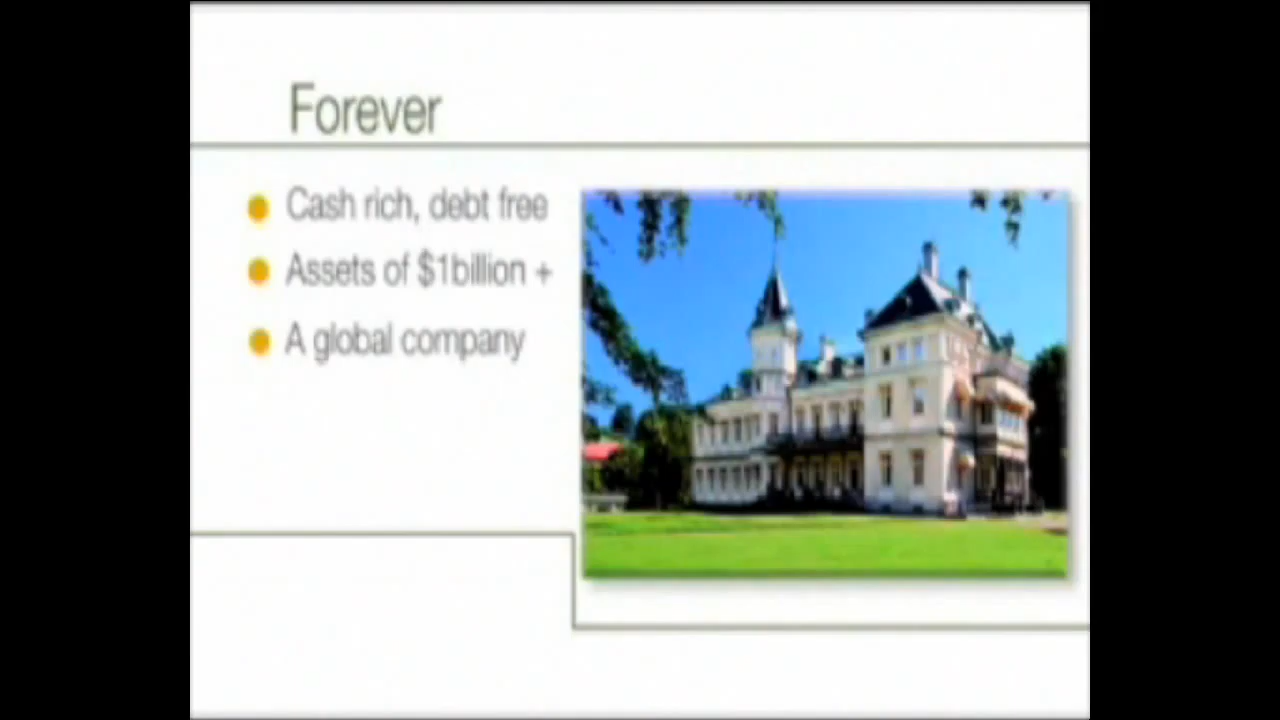 Forever
Cash rich, debt free
Assets of $1billion +
A global company